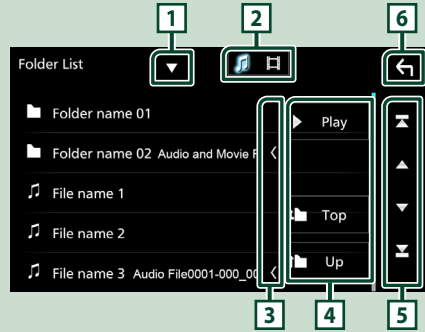 1 2 6
Folder List
Folder name 01
Play
Folder name 02 Audio and Movie
File name 1
Top
File name 2
Up
File name 3 Audio File0001-000_00
3 4 5